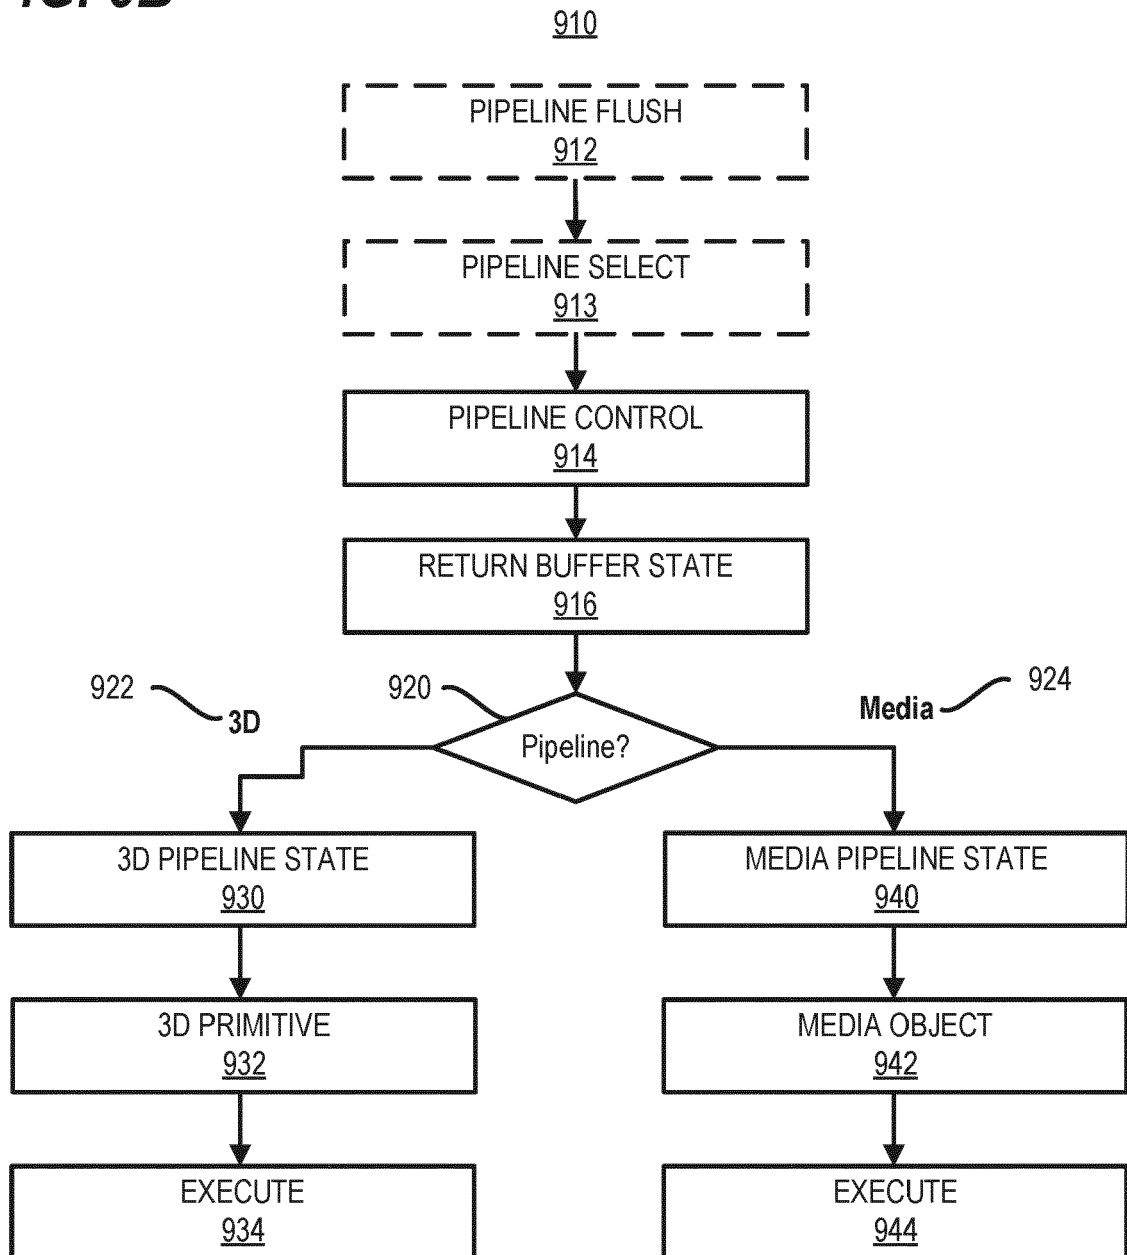 910
PIPELINE FLUSH
912
PIPELINE SELECT
913
PIPELINE CONTROL
914
RETURN BUFFER STATE
916
922
920
924
3D
Media
Pipeline?
3D PIPELINE STATE
930
MEDIA PIPELINE STATE
940
3D PRIMITIVE
932
MEDIA OBJECT
942
EXECUTE
934
EXECUTE
944